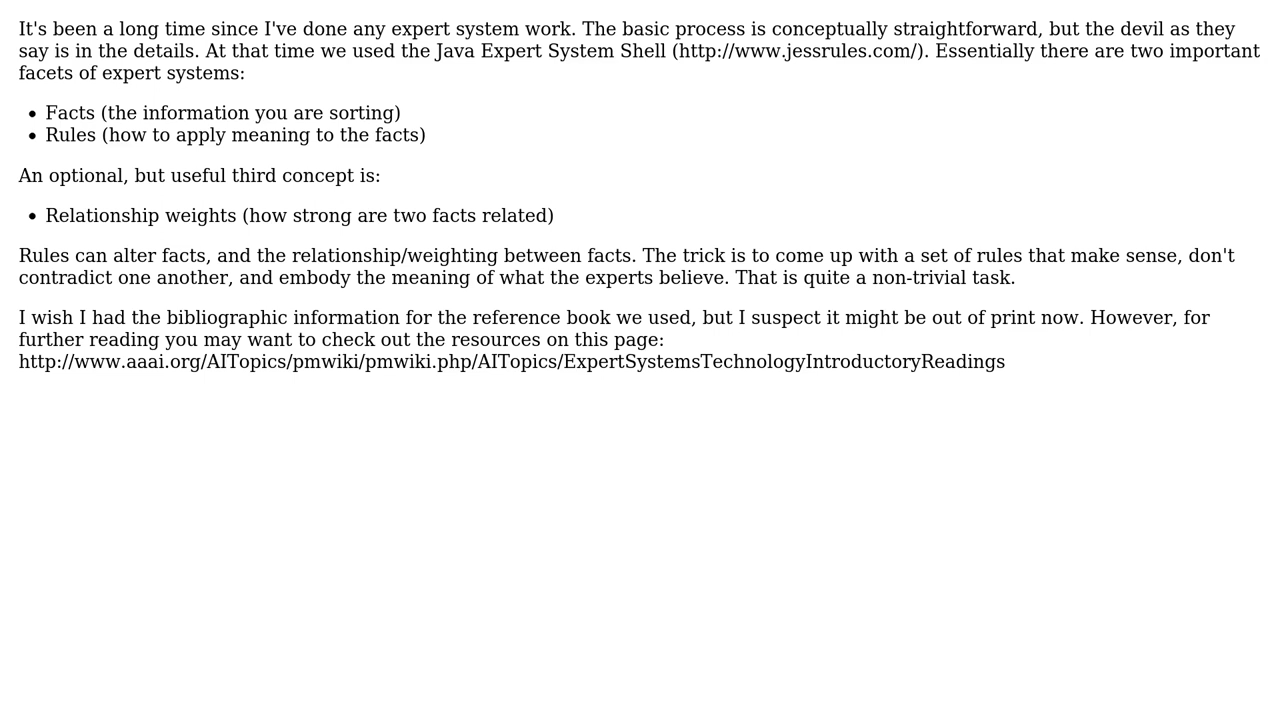 It's been a long time since I've done any expert system work. The basic process is conceptually straightforward, but the devil as they
say is in the details. At that time we used the Java Expert System Shell (http://www.jessrules.com/). Essentially there are two important
facets of expert systems:
• Facts (the information you are sorting)
• Rules (how to apply meaning to the facts)
An optional, but useful third concept is:
• Relationship weights (how strong are two facts related)
Rules can alter facts, and the relationship/weighting between facts. The trick is to come up with a set of rules that make sense, don't
contradict one another, and embody the meaning of what the experts believe. That is quite a non-trivial task.
I wish I had the bibliographic information for the reference book we used, but I suspect it might be out of print now. However, for
further reading you may want to check out the resources on this page:
http://www.aaai.org/AITopics/pmwiki/pmwiki.php/AITopics/ExpertSystemsTechnologyIntroductoryReadings